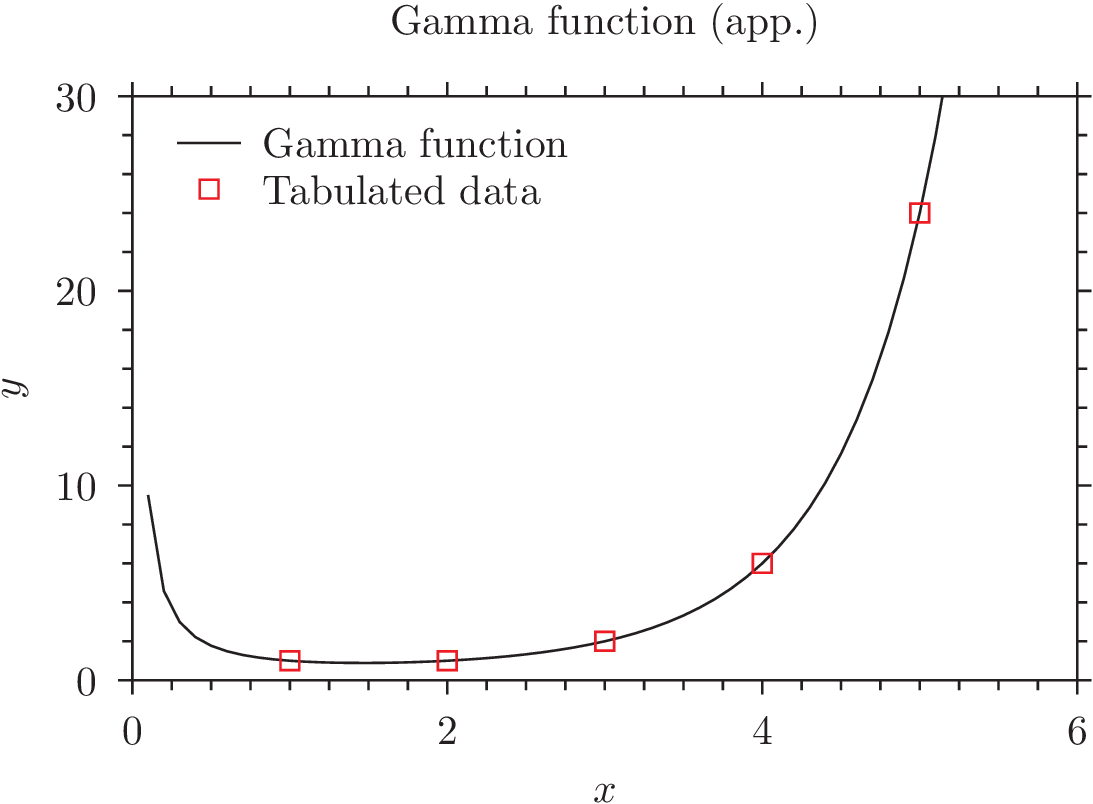 Gamma function (app.)
30
Gamma function
Tabulated data
20
y
10
0
0 2 4 6
x